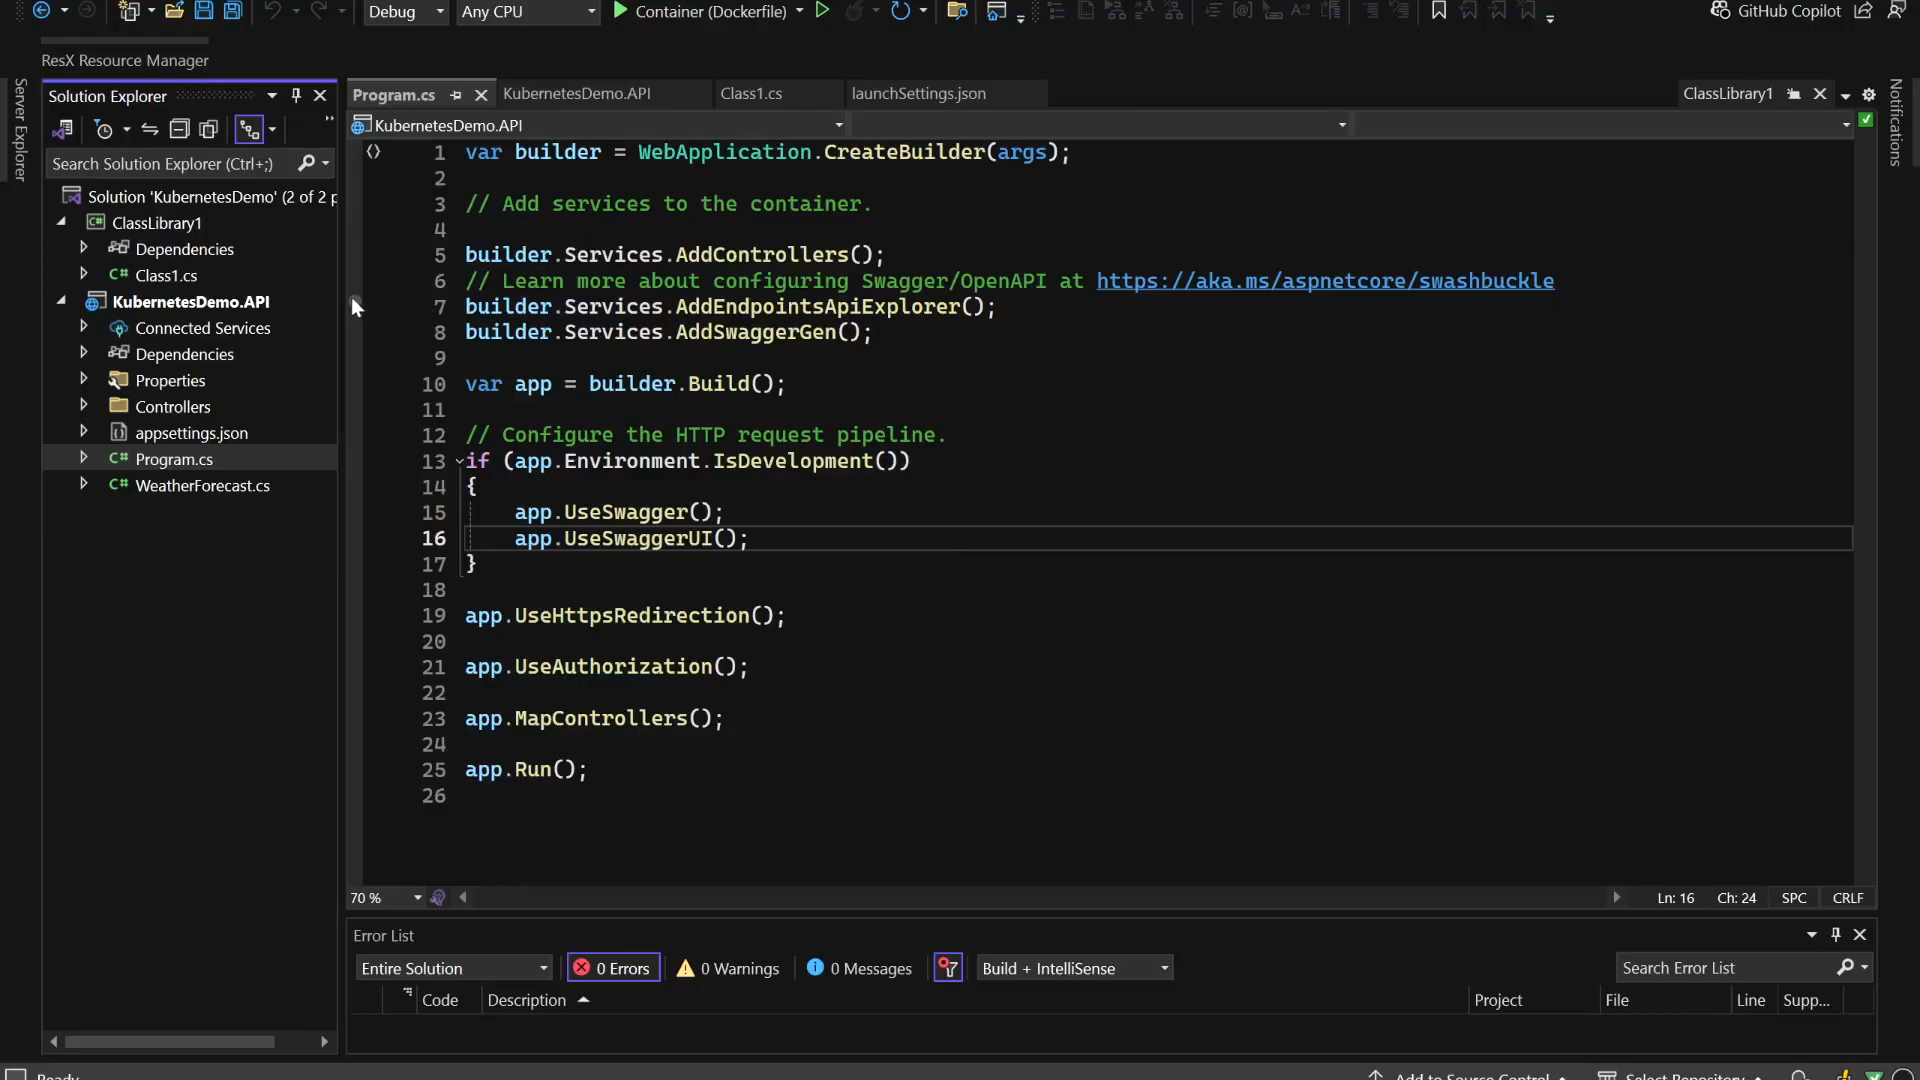 Debug
Any CPU
Container (Dockerfile)
GitHub Copilot
ResX Resource Manager
Server Explorer
Solution Explorer
Search Solution Explorer (Ctrl+;)
Solution 'KubernetesDemo' (2 of 2 p
ClassLibrary1
Dependencies
Class1.cs
KubernetesDemo.API
Connected Services
Dependencies
Properties
Controllers
appsettings.json
Program.cs
WeatherForecast.cs
Program.cs
KubernetesDemo.API
Class1.cs
launchSettings.json
ClassLibrary1
Notifications
KubernetesDemo.API
1 var builder = WebApplication.CreateBuilder(args);
2
3 // Add services to the container.
4
5 builder.Services.AddControllers();
6 // Learn more about configuring Swagger/OpenAPI at https://aka.ms/aspnetcore/swashbuckle
7 builder.Services.AddEndpointsApiExplorer();
8 builder.Services.AddSwaggerGen();
9
10 var app = builder.Build();
11
12 // Configure the HTTP request pipeline.
13 if (app.Environment.IsDevelopment())
14 {
15 app.UseSwagger();
16 app.UseSwaggerUI();
17 }
18
19 app.UseHttpsRedirection();
20
21 app.UseAuthorization();
22
23 app.MapControllers();
24
25 app.Run();
26
70 %
Ln: 16
Ch: 24
SPC
CRLF
Error List
Entire Solution
0 Errors
0 Warnings
0 Messages
Build + IntelliSense
Search Error List
Code
Description
Project
File
Line
Supp...
Ready
Add to Source Control
Select Repository